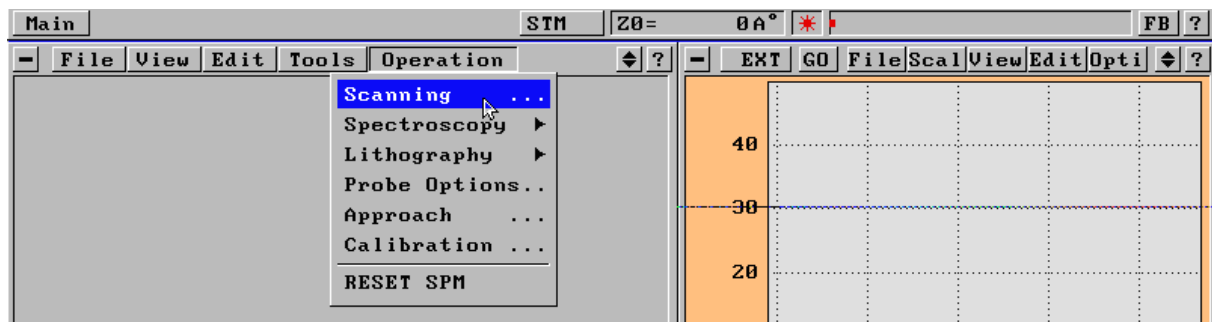 Main STM Z0= 0A° FB ?
File View Edit Tools Operation ? EXT GO File Scal View Edit Opti ?
Scanning ...
Spectroscopy
Lithography
Probe Options..
Approach ...
Calibration ...
RESET SPM
40
30
20